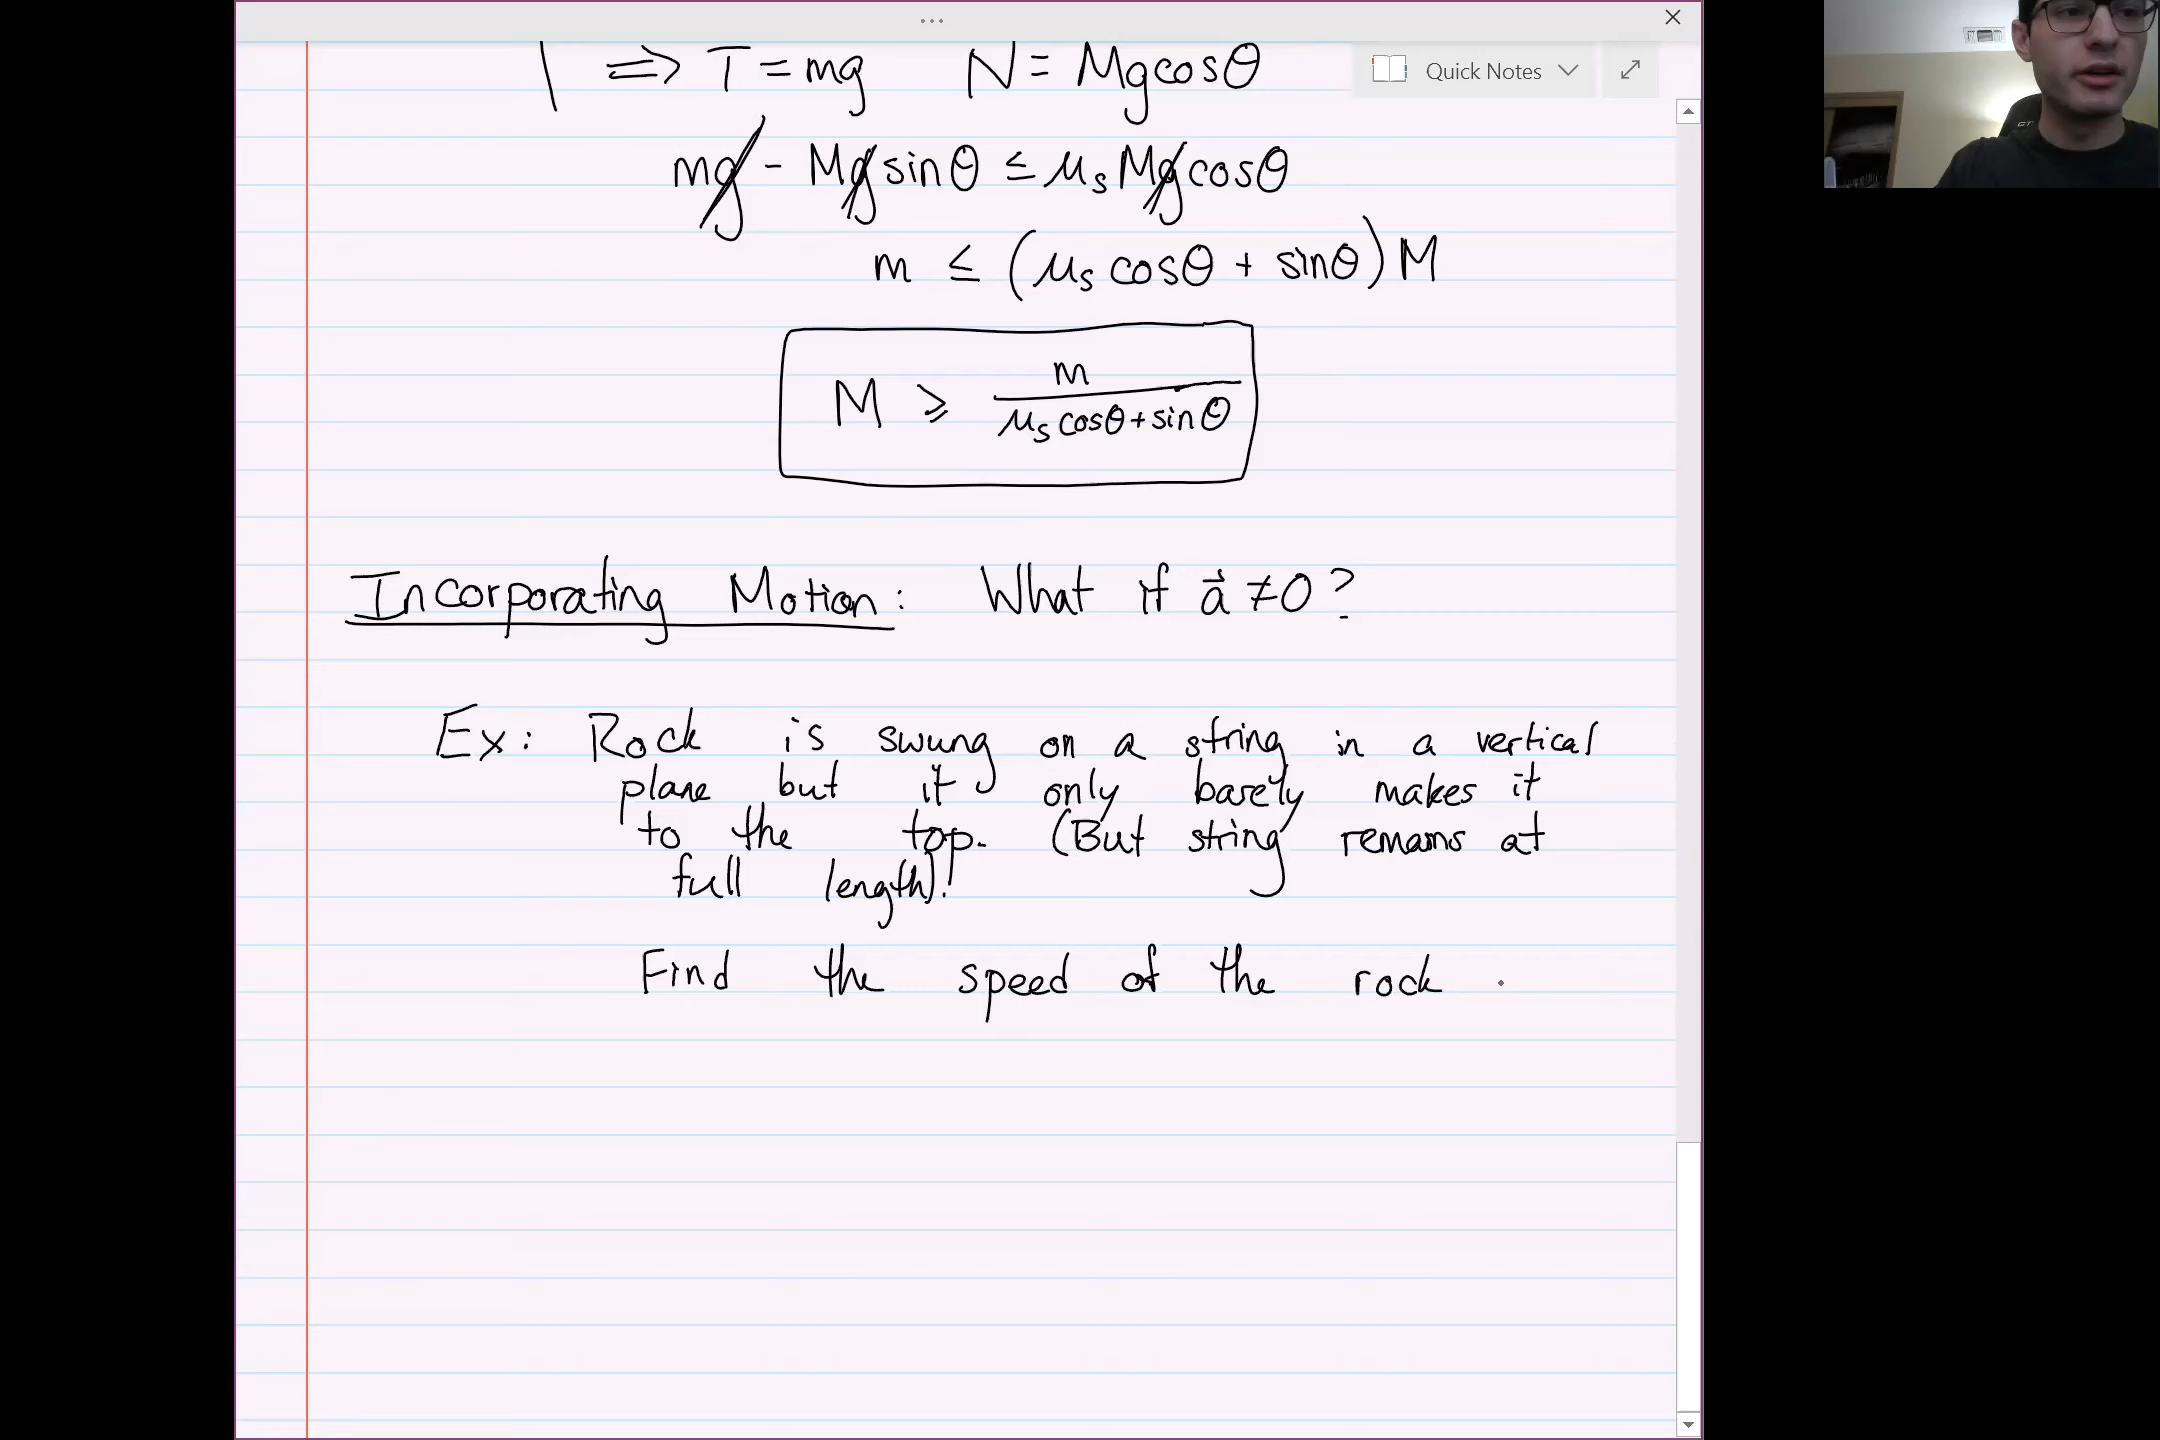 ⇒ T = mg N = Mgcosθ
Quick Notes
mg - Mgsinθ ≤ μs Mgcosθ
m ≤ (μs cosθ + sinθ) M
M ≥ m / μs cosθ + sinθ
Incorporating Motion: What if a⃗ ≠ 0?
Ex: Rock is swung on a string in a vertical
plane but it only barely makes it
to the top. (But string remains at
full length)!
Find the speed of the rock